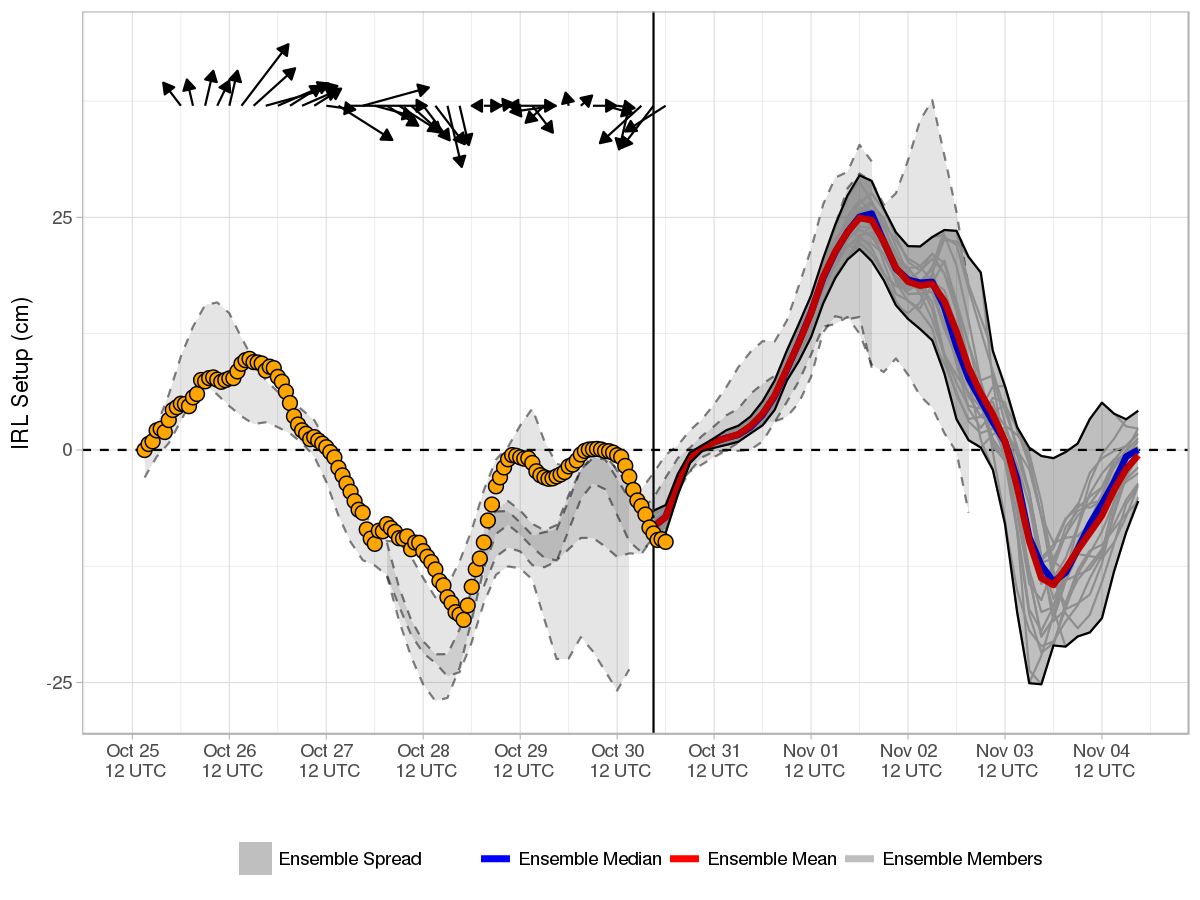 IRL Setup (cm)
25
0
-25
Oct 25 Oct 26 Oct 27 Oct 28 Oct 29 Oct 30 Oct 31 Nov 01 Nov 02 Nov 03 Nov 04
12 UTC 12 UTC 12 UTC 12 UTC 12 UTC 12 UTC 12 UTC 12 UTC 12 UTC 12 UTC 12 UTC
Ensemble Spread Ensemble Median Ensemble Mean Ensemble Members